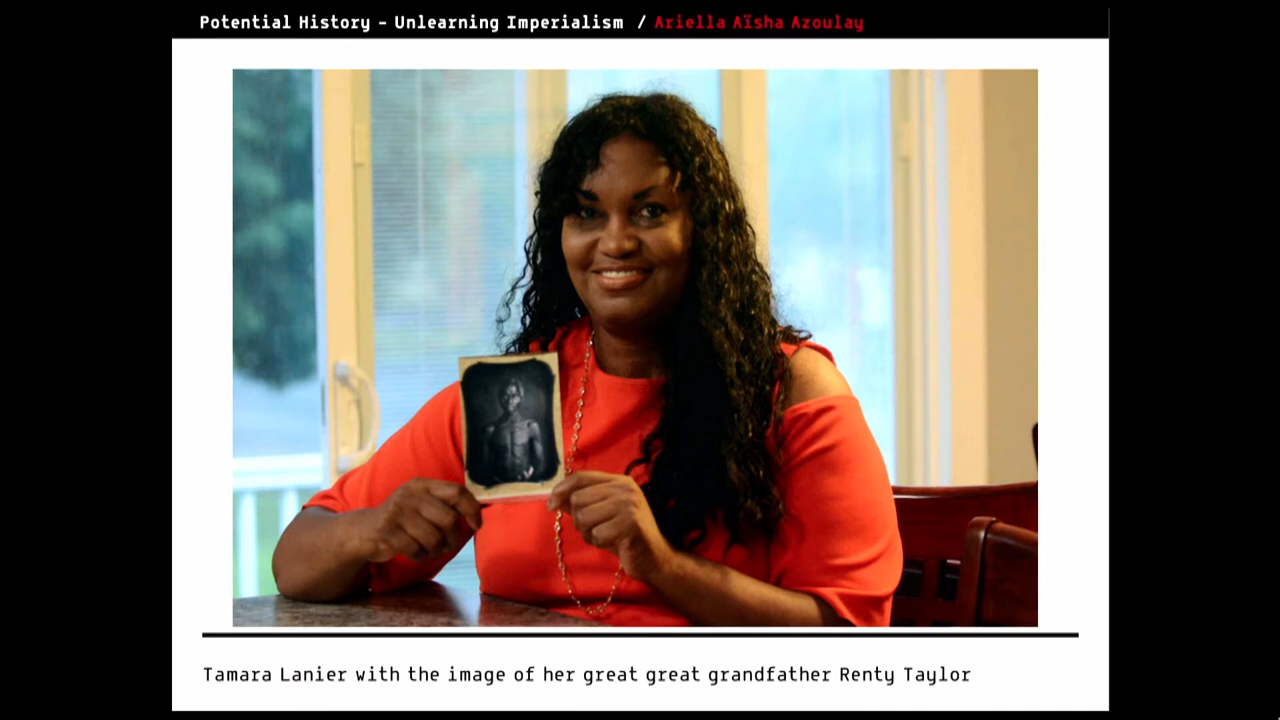 Potential History - Unlearning Imperialism / Ariella Aïsha Azoulay
Tamara Lanier with the image of her great great grandfather Renty Taylor